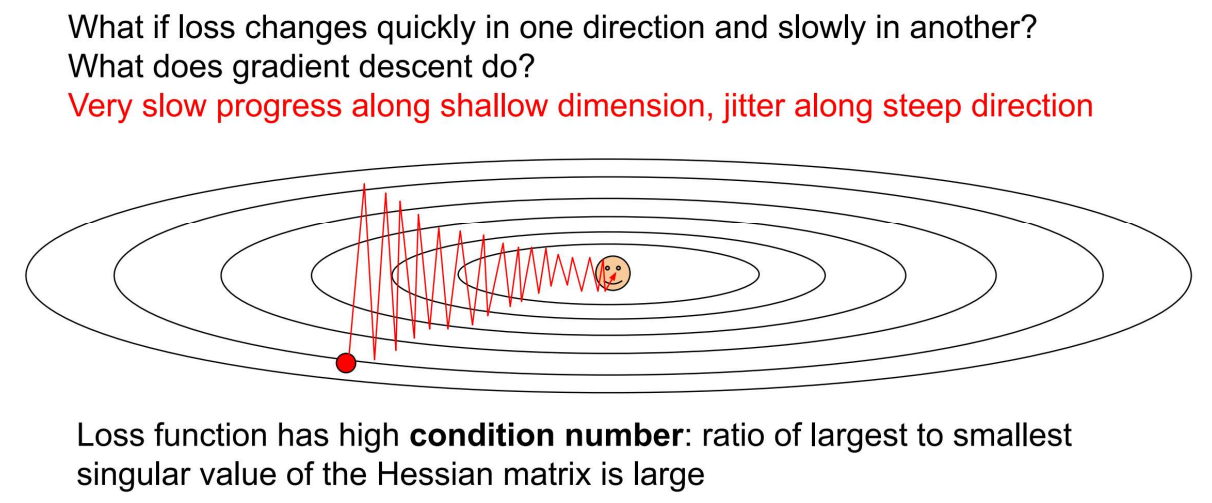 What if loss changes quickly in one direction and slowly in another?
What does gradient descent do?
Very slow progress along shallow dimension, jitter along steep direction
Loss function has high condition number: ratio of largest to smallest
singular value of the Hessian matrix is large